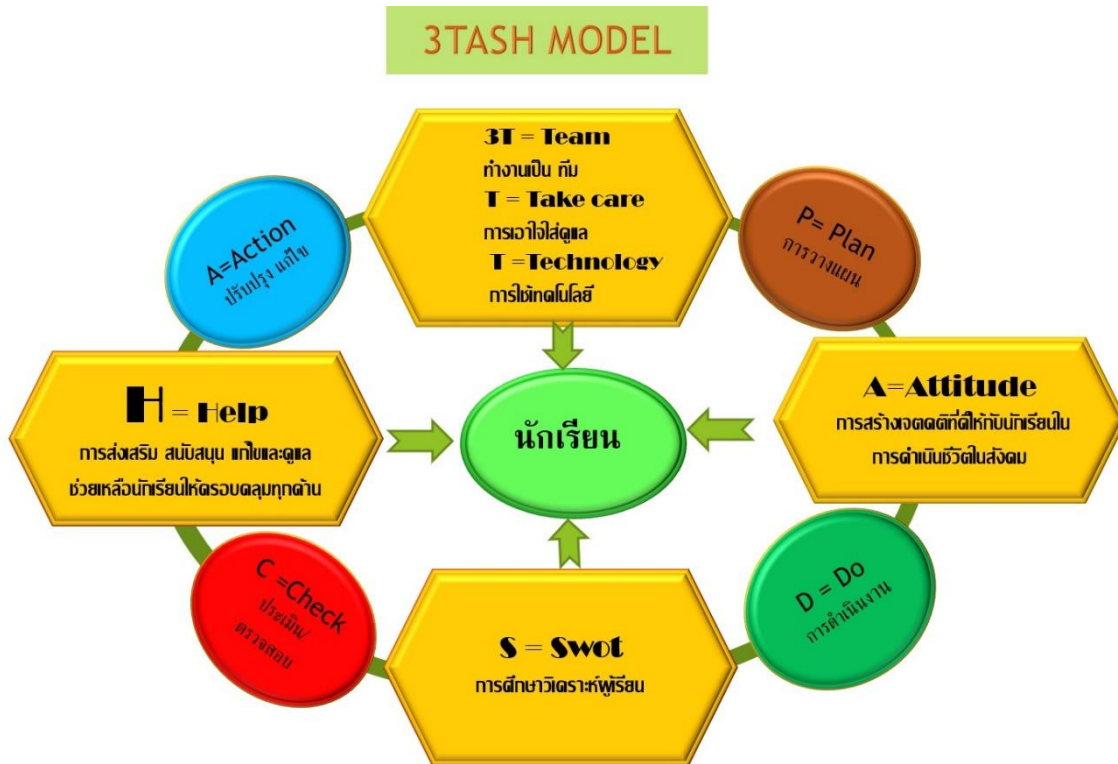 3TASH MODEL
3T = Team
ทำงานเป็น ทีม
T = Take care
การเอาใจใส่ดูแล
T =Technology
การใช้เทคโนโลยี
P= Plan
การวางแผน
A=Attitude
การสร้างเจตคติที่ดีให้กับนักเรียนใน
การดำเนินชีวิตในสังคม
D = Do
การดำเนินงาน
S = Swot
การศึกษาวิเคราะห์ผู้เรียน
C =Check
ประเมิน/
ตรวจสอบ
H = Help
การส่งเสริม สนับสนุน แก้ไขและดูแล
ช่วยเหลือนักเรียนให้ครอบคลุมทุกด้าน
A=Action
ปรับปรุง แก้ไข
นักเรียน